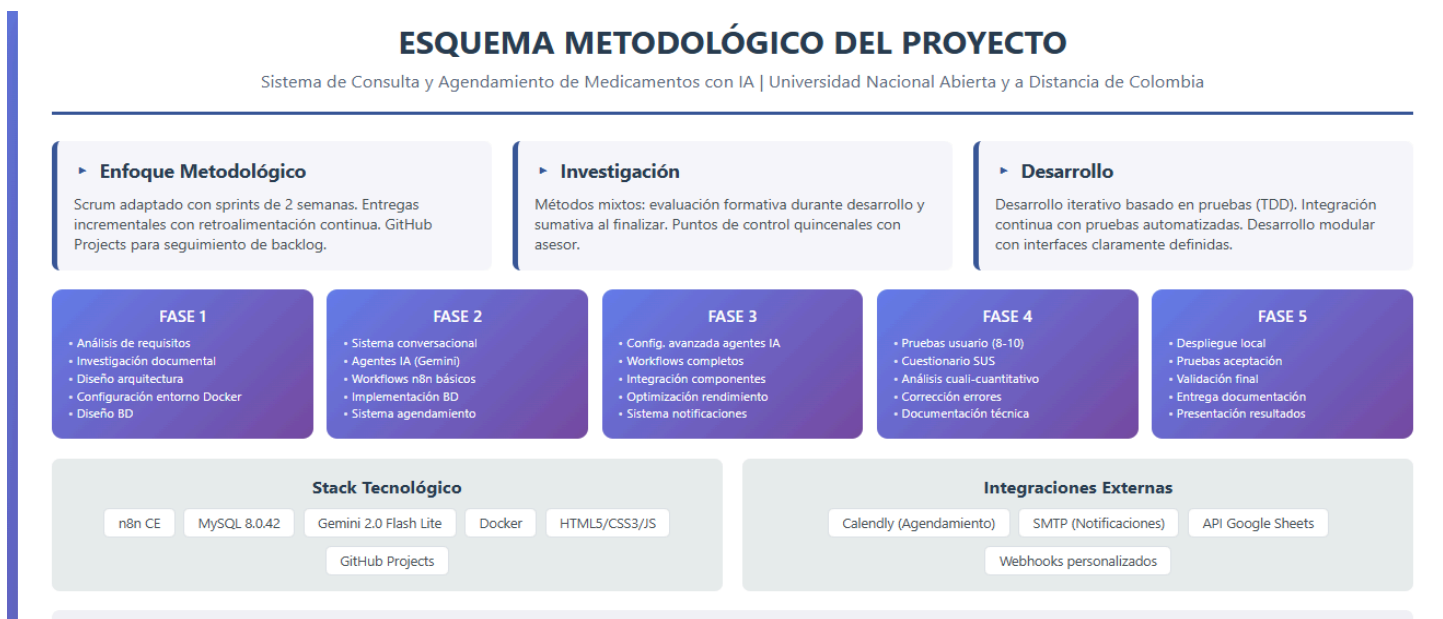 ESQUEMA METODOLÓGICO DEL PROYECTO
Sistema de Consulta y Agendamiento de Medicamentos con IA | Universidad Nacional Abierta y a Distancia de Colombia
► Enfoque Metodológico
Scrum adaptado con sprints de 2 semanas. Entregas
incrementales con retroalimentación continua. GitHub
Projects para seguimiento de backlog.
► Investigación
Métodos mixtos: evaluación formativa durante desarrollo y
sumativa al finalizar. Puntos de control quincenales con
asesor.
► Desarrollo
Desarrollo iterativo basado en pruebas (TDD). Integración
continua con pruebas automatizadas. Desarrollo modular
con interfaces claramente definidas.
FASE 1
• Análisis de requisitos
• Investigación documental
• Diseño arquitectura
• Configuración entorno Docker
• Diseño BD
FASE 2
• Sistema conversacional
• Agentes IA (Gemini)
• Workflows n8n básicos
• Implementación BD
• Sistema agendamiento
FASE 3
• Config. avanzada agentes IA
• Workflows completos
• Integración componentes
• Optimización rendimiento
• Sistema notificaciones
FASE 4
• Pruebas usuario (8-10)
• Cuestionario SUS
• Análisis cuali-cuantitativo
• Corrección errores
• Documentación técnica
FASE 5
• Despliegue local
• Pruebas aceptación
• Validación final
• Entrega documentación
• Presentación resultados
Stack Tecnológico
n8n CE
MySQL 8.0.42
Gemini 2.0 Flash Lite
Docker
HTML5/CSS3/JS
GitHub Projects
Integraciones Externas
Calendly (Agendamiento)
SMTP (Notificaciones)
API Google Sheets
Webhooks personalizados